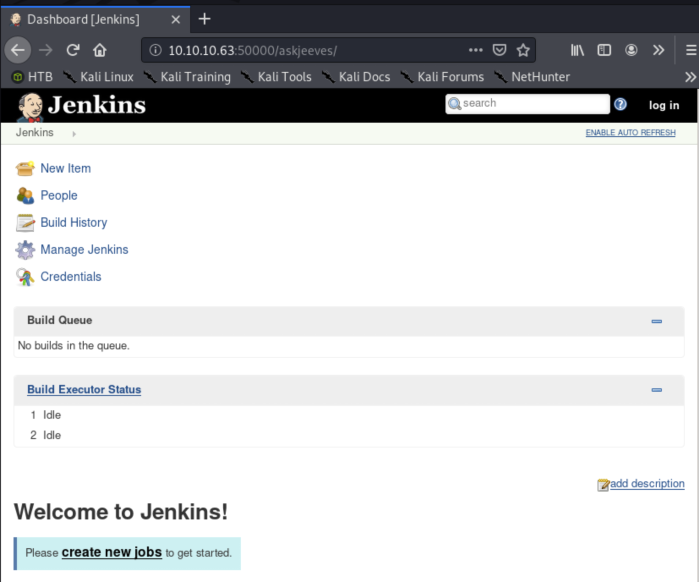 Dashboard [Jenkins]
10.10.10.63:50000/askjeeves/
HTB Kali Linux Kali Training Kali Tools Kali Docs Kali Forums NetHunter
Jenkins
search
log in
Jenkins
ENABLE AUTO REFRESH
New Item
People
Build History
Manage Jenkins
Credentials
Build Queue
No builds in the queue.
Build Executor Status
1 Idle
2 Idle
add description
Welcome to Jenkins!
Please create new jobs to get started.